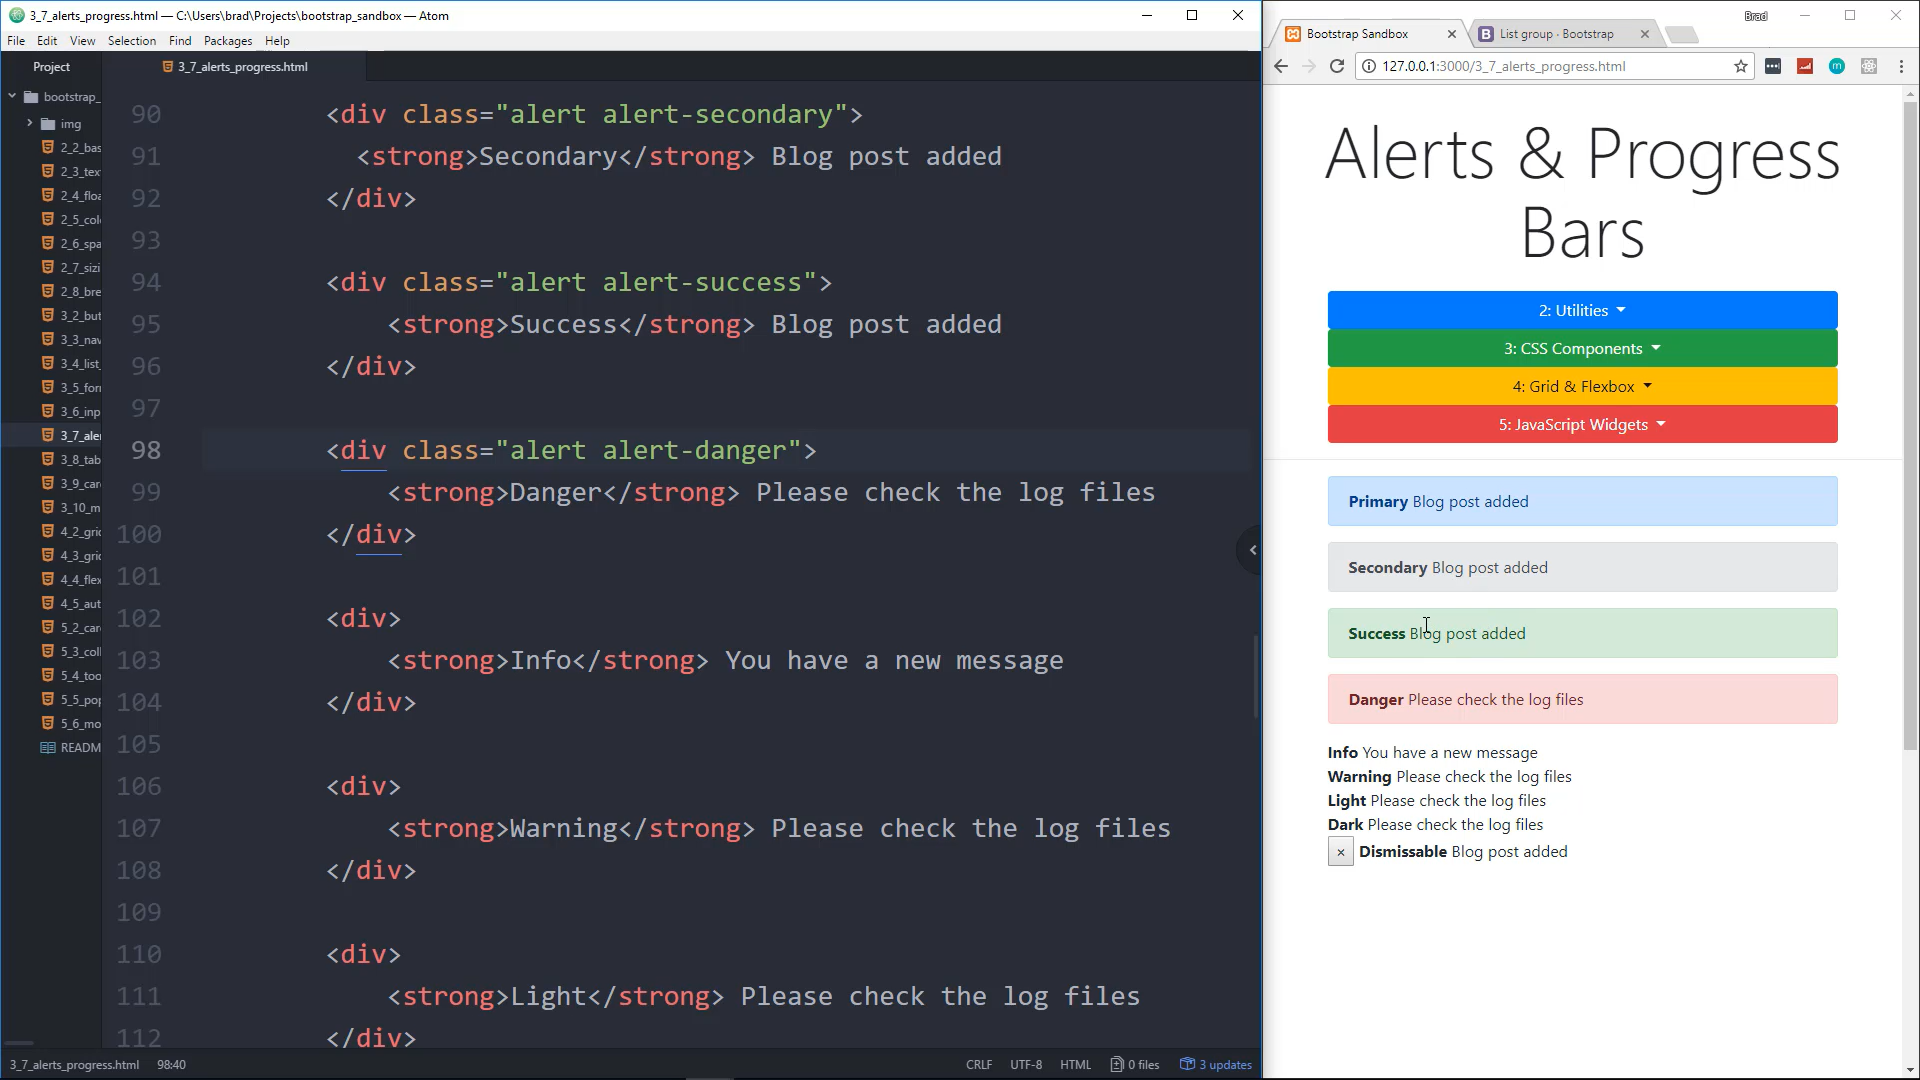 3_7_alerts_progress.html — C:\Users\brad\Projects\bootstrap_sandbox — Atom
File Edit View Selection Find Packages Help
Project
bootstrap_
img
2_2_bas
2_3_tex
2_4_floa
2_5_colo
2_6_spa
2_7_sizi
2_8_bre
3_2_but
3_3_nav
3_4_list_
3_5_forn
3_6_inp
3_7_aler
3_8_tab
3_9_car
3_10_m
4_2_gric
4_3_gric
4_4_flex
4_5_aut
5_2_car
5_3_coll
5_4_too
5_5_pop
5_6_mo
README
3_7_alerts_progress.html
90 <div class="alert alert-secondary">
91 <strong>Secondary</strong> Blog post added
92 </div>
93
94 <div class="alert alert-success">
95 <strong>Success</strong> Blog post added
96 </div>
97
98 <div class="alert alert-danger">
99 <strong>Danger</strong> Please check the log files
100 </div>
101
102 <div>
103 <strong>Info</strong> You have a new message
104 </div>
105
106 <div>
107 <strong>Warning</strong> Please check the log files
108 </div>
109
110 <div>
111 <strong>Light</strong> Please check the log files
112 </div>
3_7_alerts_progress.html 98:40 CRLF UTF-8 HTML 0 files 3 updates
Bootstrap Sandbox
List group · Bootstrap
Brad
127.0.0.1:3000/3_7_alerts_progress.html
Alerts & Progress
Bars
2: Utilities
3: CSS Components
4: Grid & Flexbox
5: JavaScript Widgets
Primary Blog post added
Secondary Blog post added
Success Blog post added
Danger Please check the log files
Info You have a new message
Warning Please check the log files
Light Please check the log files
Dark Please check the log files
× Dismissable Blog post added